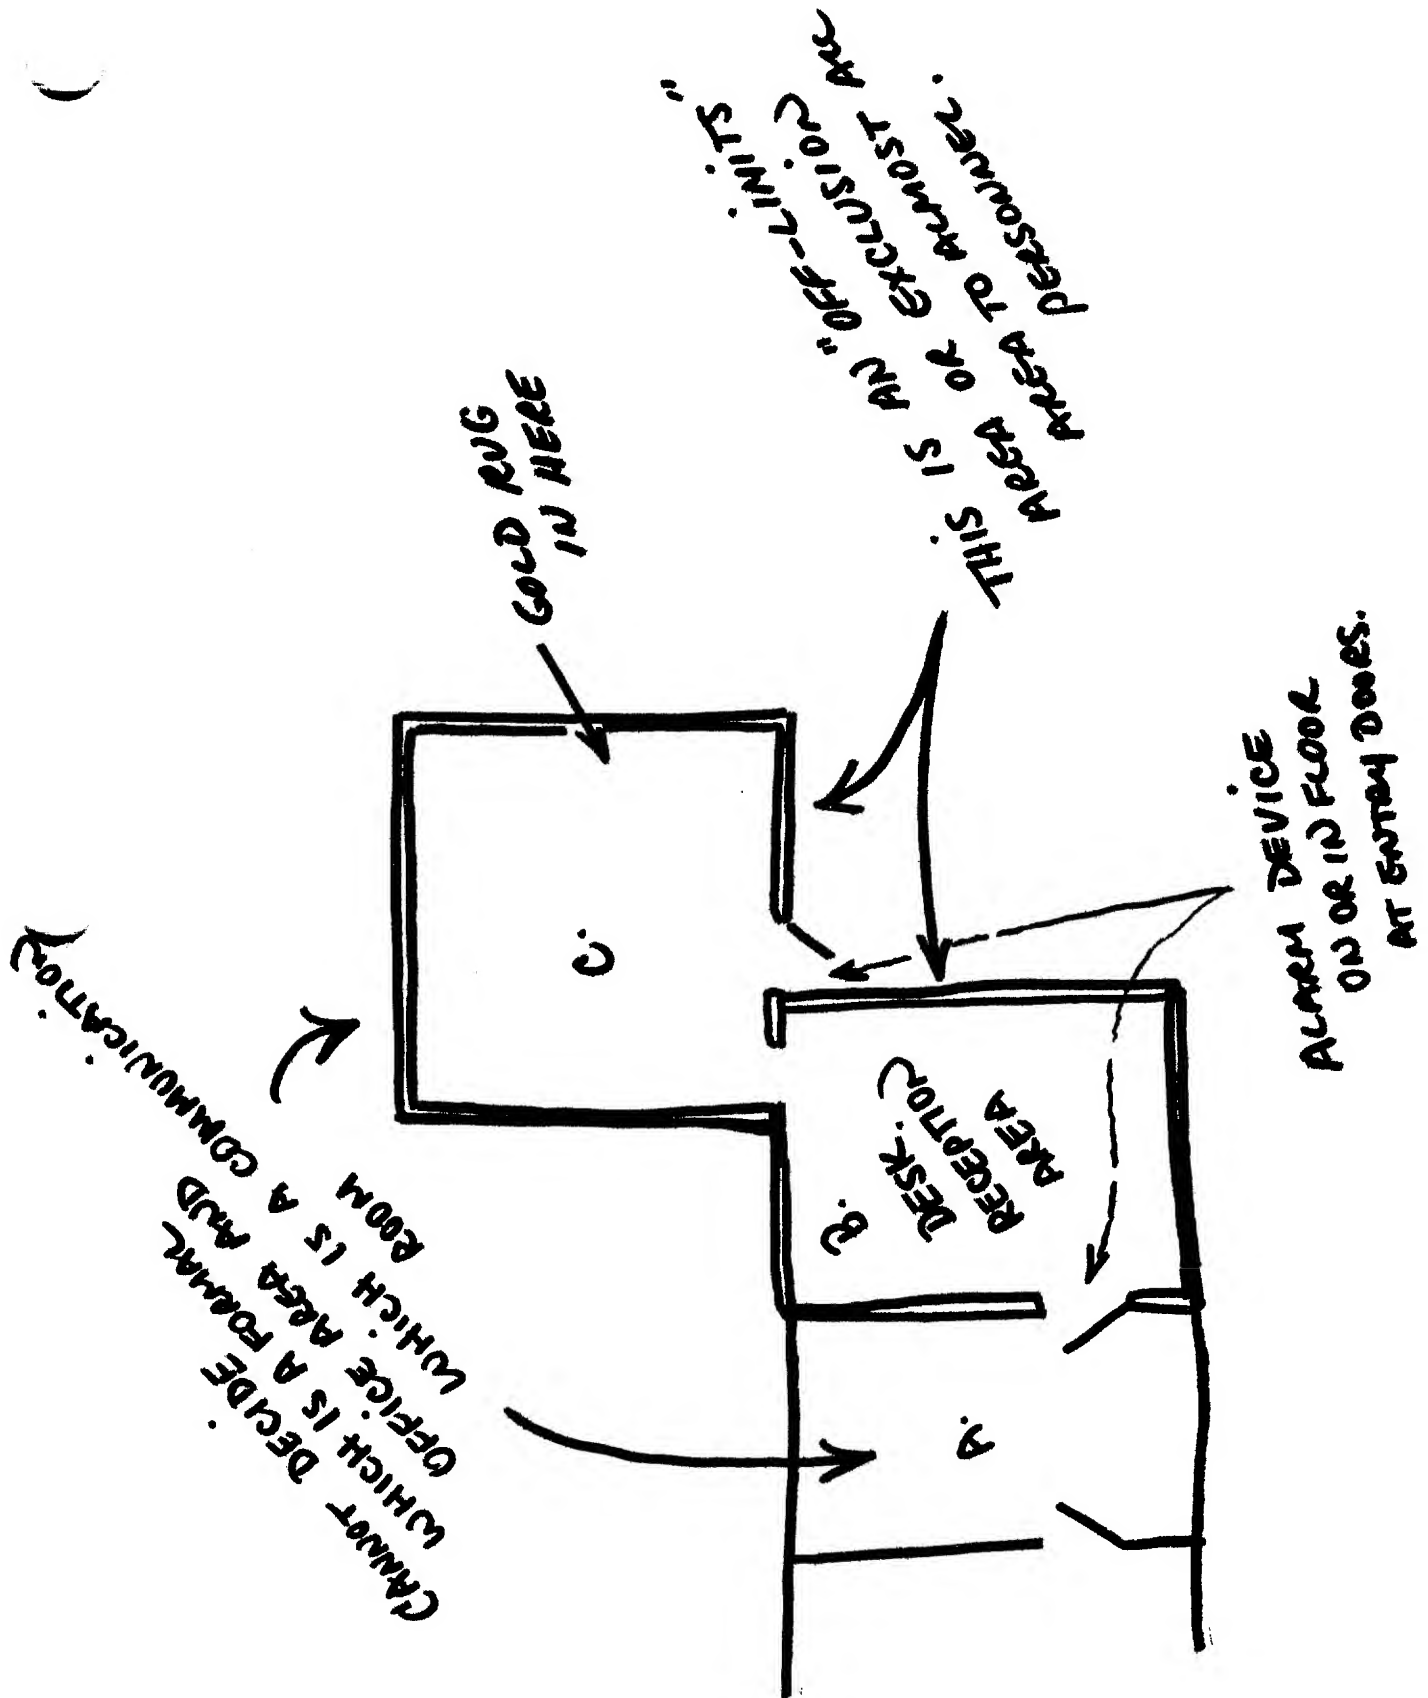 CANNOT DECIDE
WHICH IS A FORMAL
OFFICE AREA AND
WHICH IS A COMMUNICATION
ROOM
GOLD RUG
IN HERE
C.
THIS IS AN "OFF-LINITS"
AREA OR EXCLUSION
AREA TO ALMOST ALL
PERSONNEL.
B.
DESK.
RECEPTION
AREA
A.
ALARM DEVICE
ON OR IN FLOOR
AT ENTRY DOORS.